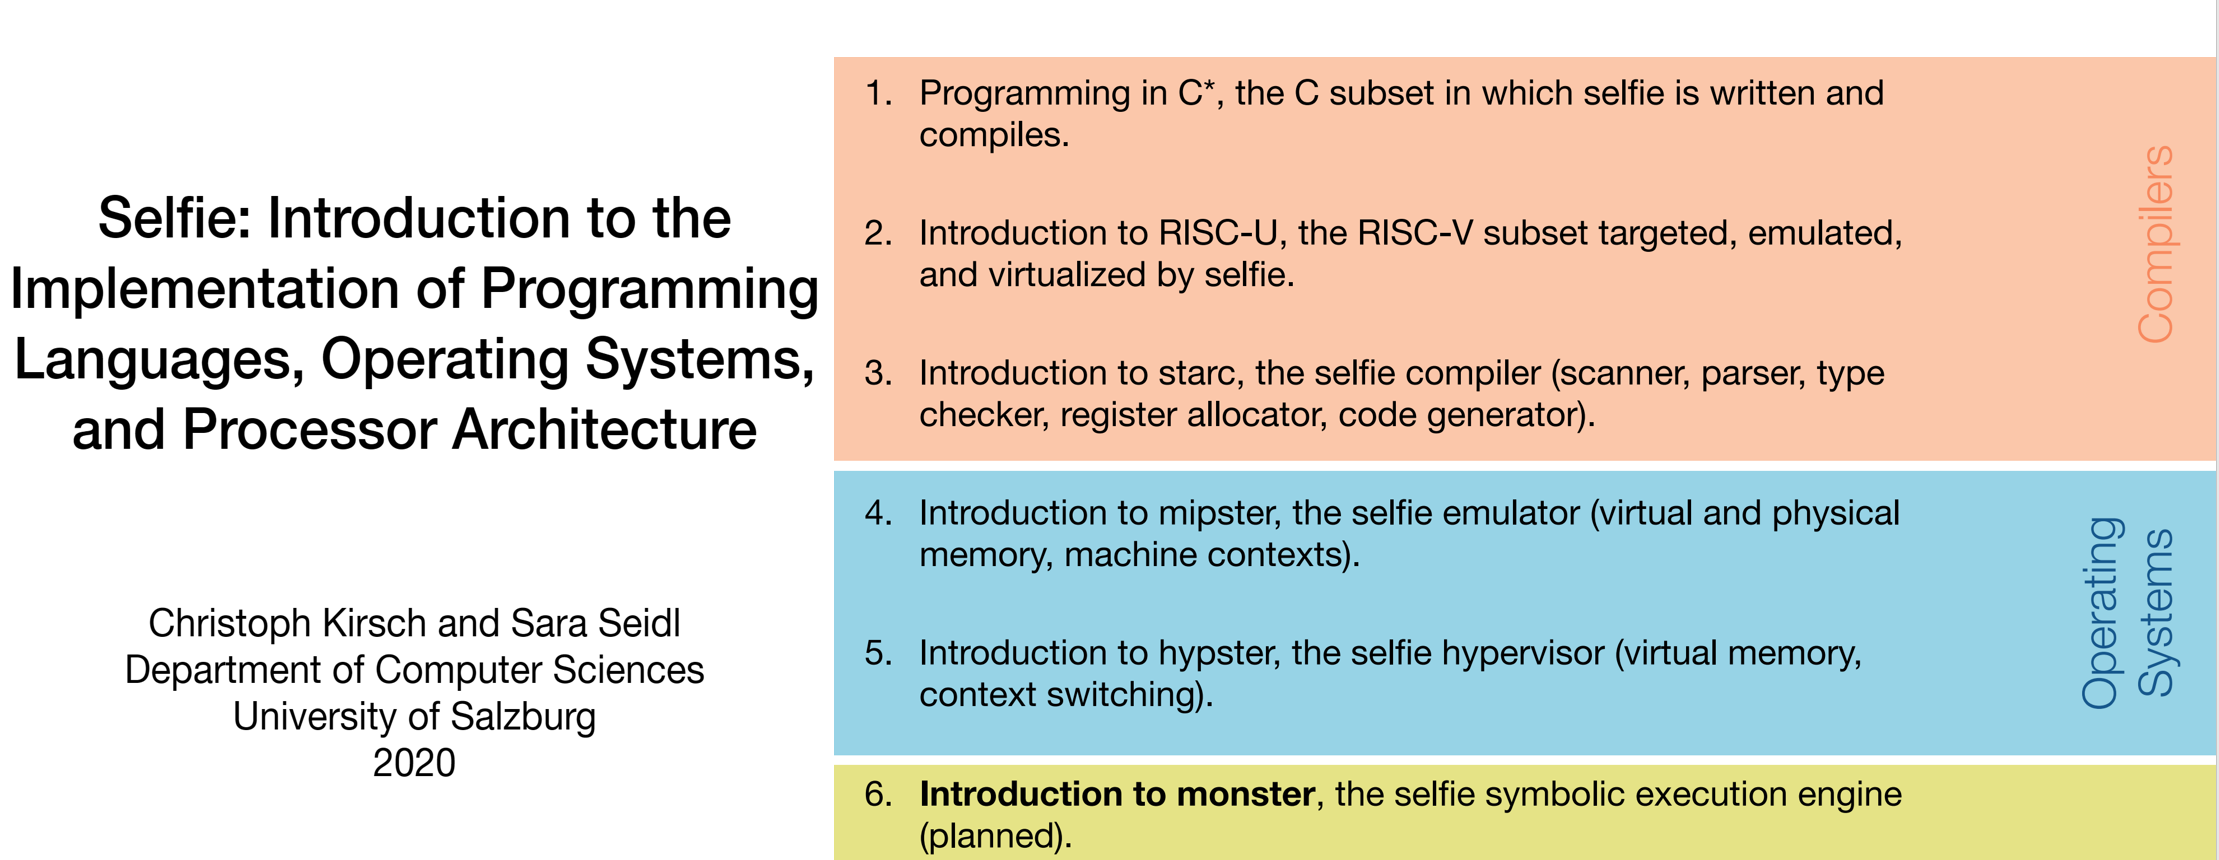 Selfie: Introduction to the
Implementation of Programming
Languages, Operating Systems,
and Processor Architecture
Christoph Kirsch and Sara Seidl
Department of Computer Sciences
University of Salzburg
2020
1. Programming in C*, the C subset in which selfie is written and
compiles.
2. Introduction to RISC-U, the RISC-V subset targeted, emulated,
and virtualized by selfie.
3. Introduction to starc, the selfie compiler (scanner, parser, type
checker, register allocator, code generator).
Compilers
4. Introduction to mipster, the selfie emulator (virtual and physical
memory, machine contexts).
5. Introduction to hypster, the selfie hypervisor (virtual memory,
context switching).
Operating
Systems
6. Introduction to monster, the selfie symbolic execution engine
(planned).